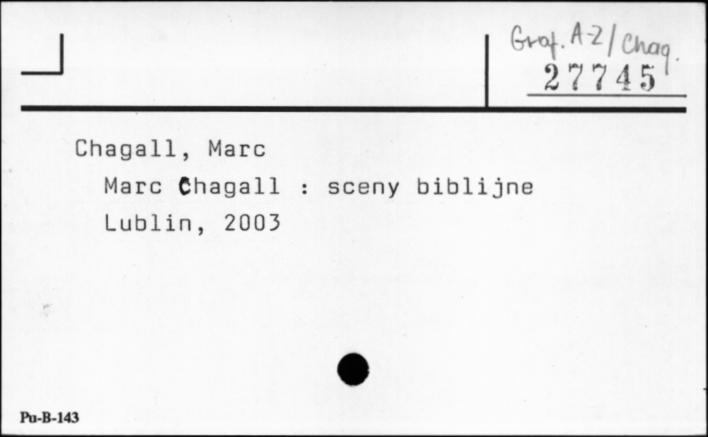 Graf. A-Z / Chag.
27745
Chagall, Marc
Marc Chagall : sceny biblijne
Lublin, 2003
Pu-B-143